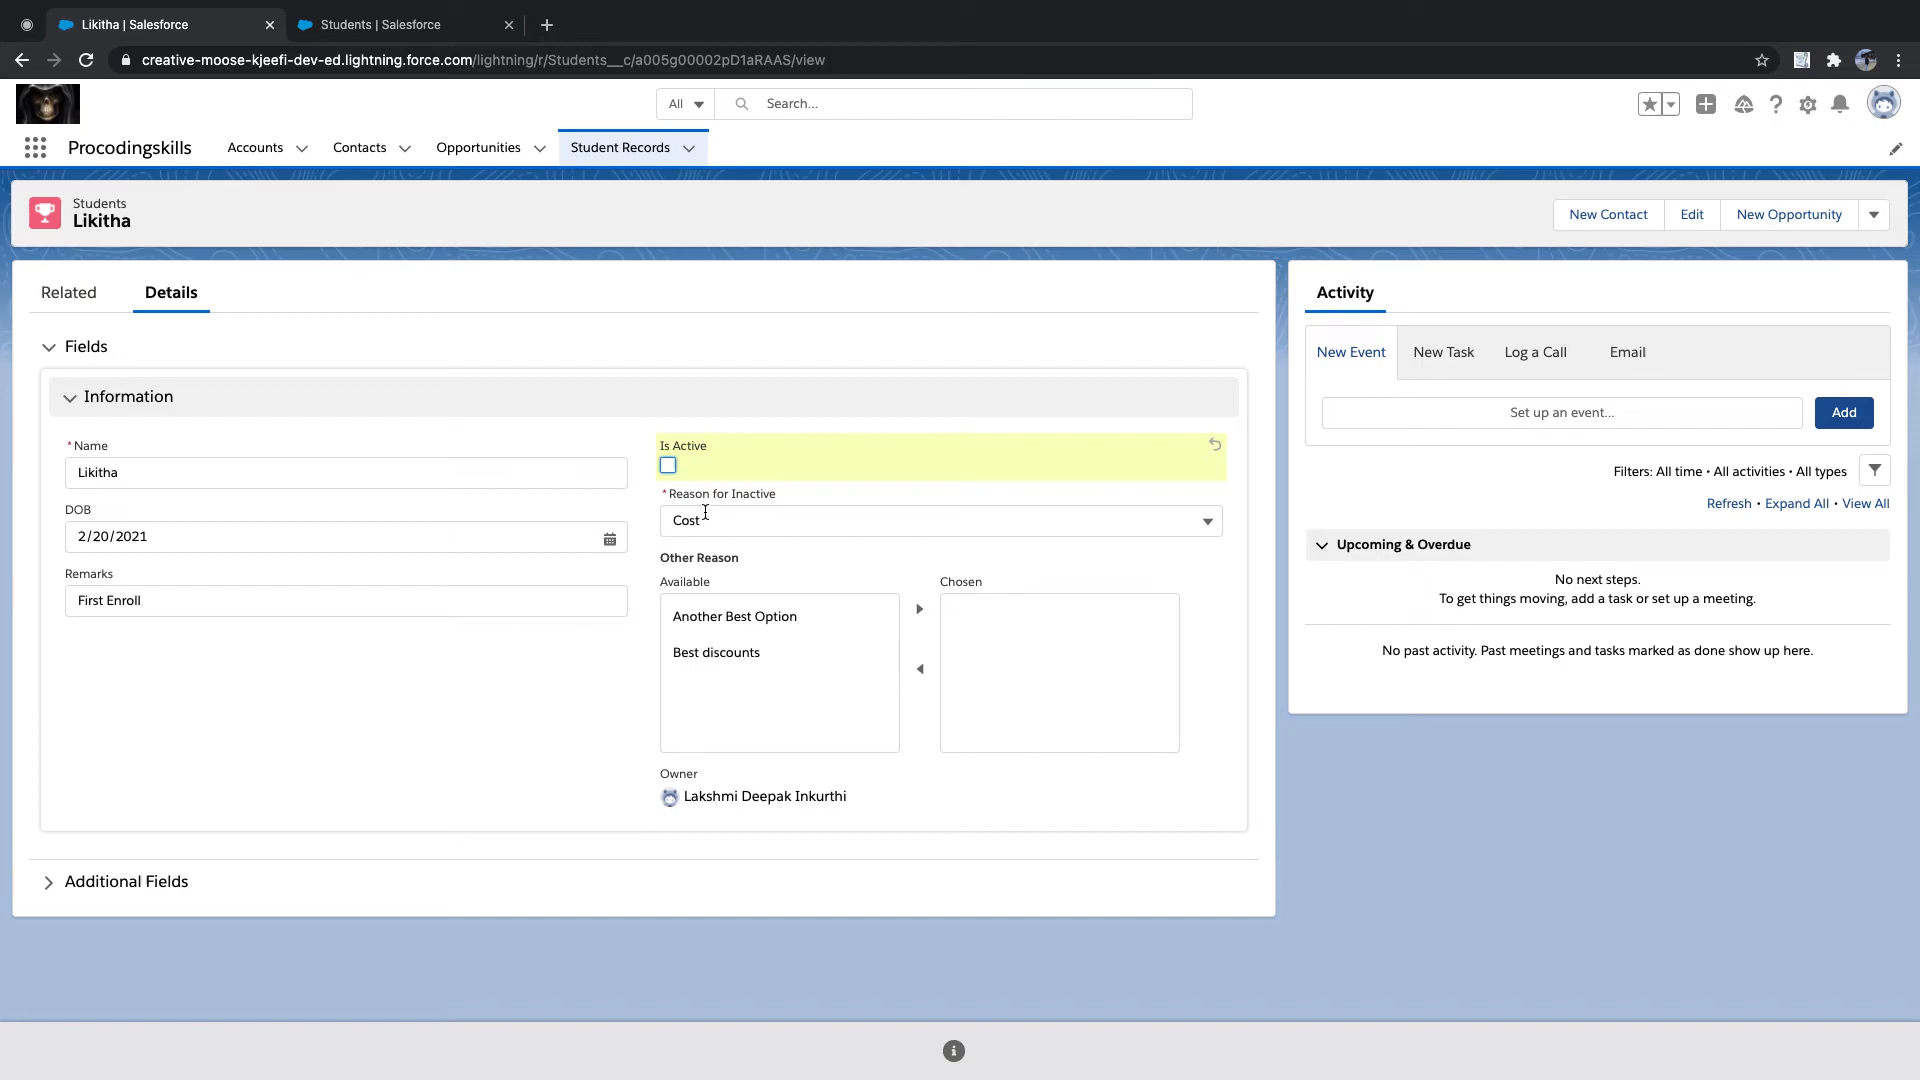 Likitha | Salesforce
Students | Salesforce
creative-moose-kjeefi-dev-ed.lightning.force.com/lightning/r/Students__c/a005g00002pD1aRAAS/view
All
Search...
Procodingskills
Accounts
Contacts
Opportunities
Student Records
Students
Likitha
New Contact
Edit
New Opportunity
Related
Details
Fields
Information
*Name
Likitha
DOB
2/20/2021
Remarks
First Enroll
Is Active
*Reason for Inactive
Cost
Other Reason
Available
Chosen
Another Best Option
Best discounts
Owner
Lakshmi Deepak Inkurthi
Additional Fields
Activity
New Event
New Task
Log a Call
Email
Set up an event...
Add
Filters: All time • All activities • All types
Refresh • Expand All • View All
Upcoming & Overdue
No next steps.
To get things moving, add a task or set up a meeting.
No past activity. Past meetings and tasks marked as done show up here.